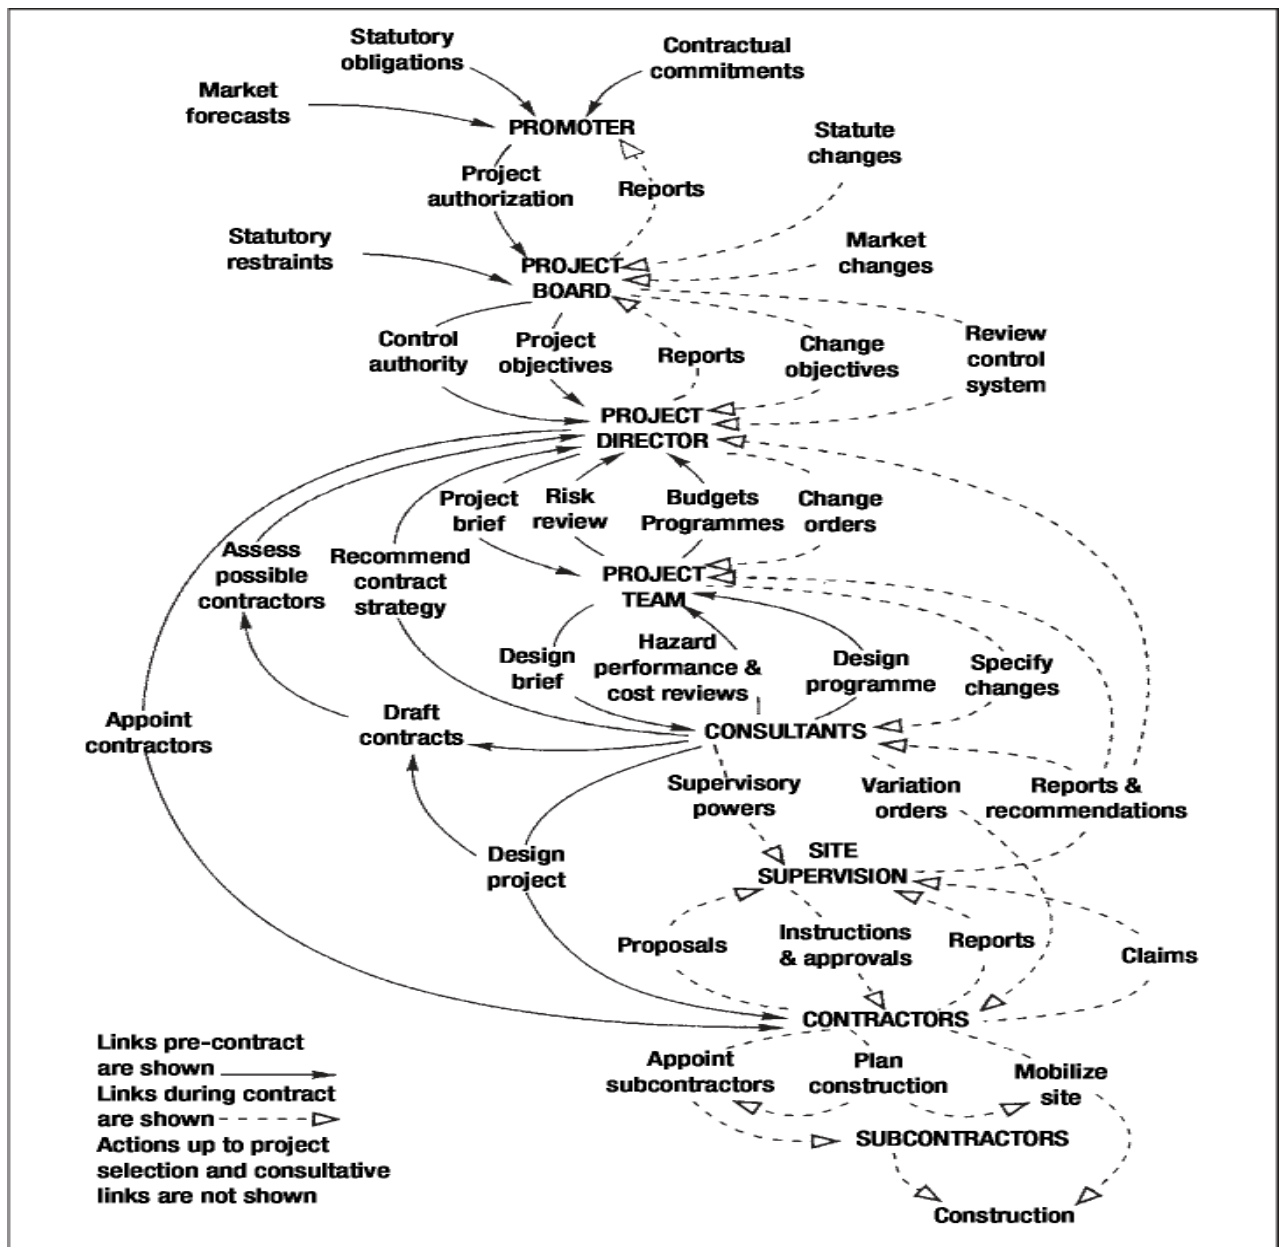 Statutory
obligations
Contractual
commitments
Market
forecasts
PROMOTER
Statute
changes
Project
authorization
Reports
Statutory
restraints
Market
changes
PROJECT
BOARD
Control
authority
Project
objectives
Reports
Change
objectives
Review
control
system
PROJECT
DIRECTOR
Project
brief
Risk
review
Budgets
Programmes
Change
orders
Assess
possible
contractors
Recommend
contract
strategy
PROJECT
TEAM
Design
brief
Hazard
performance &
cost reviews
Design
programme
Specify
changes
Appoint
contractors
Draft
contracts
CONSULTANTS
Supervisory
powers
Variation
orders
Reports &
recommendations
Design
project
SITE
SUPERVISION
Proposals
Instructions
& approvals
Reports
Claims
CONTRACTORS
Appoint
subcontractors
Plan
construction
Mobilize
site
SUBCONTRACTORS
Construction
Links pre-contract
are shown
Links during contract
are shown
Actions up to project
selection and consultative
links are not shown